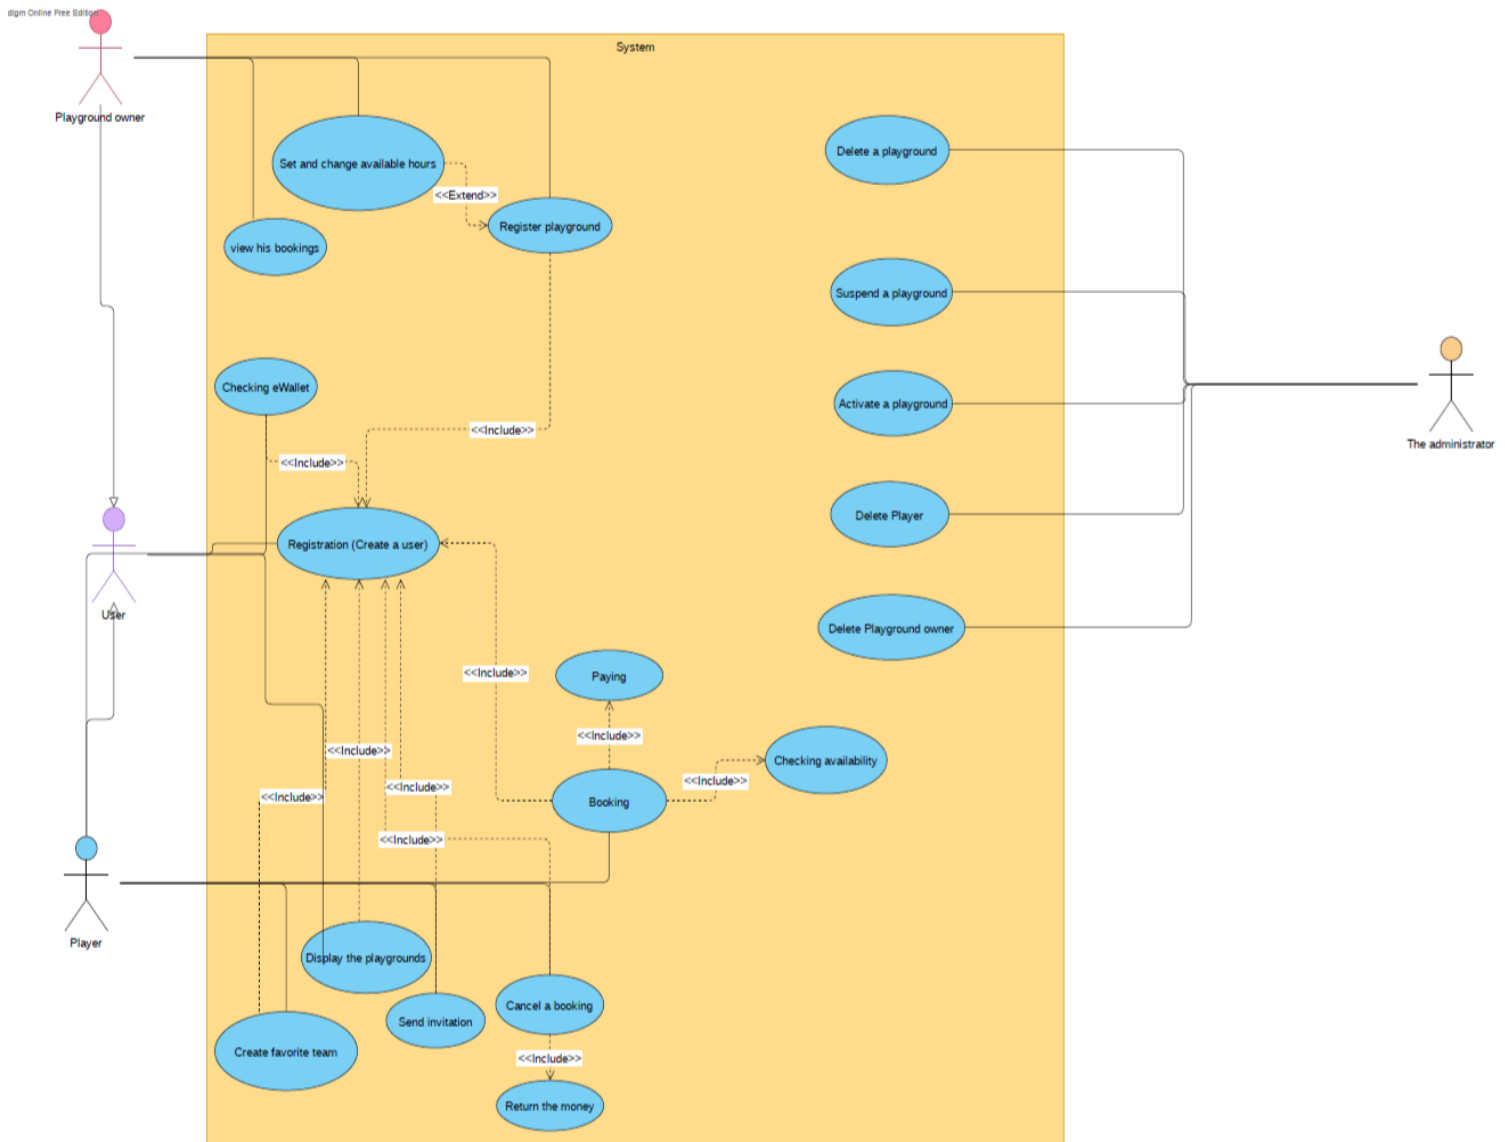 digm Online Free Edition
System
Playground owner
Set and change available hours
<<Extend>>
Register playground
view his bookings
Delete a playground
Suspend a playground
Checking eWallet
Activate a playground
<<Include>>
<<Include>>
The administrator
Delete Player
Registration (Create a user)
User
Delete Playground owner
<<Include>>
Paying
<<Include>>
<<Include>>
Checking availability
<<Include>>
<<Include>>
<<Include>>
Booking
<<Include>>
Player
Display the playgrounds
Cancel a booking
Send invitation
Create favorite team
<<Include>>
Return the money